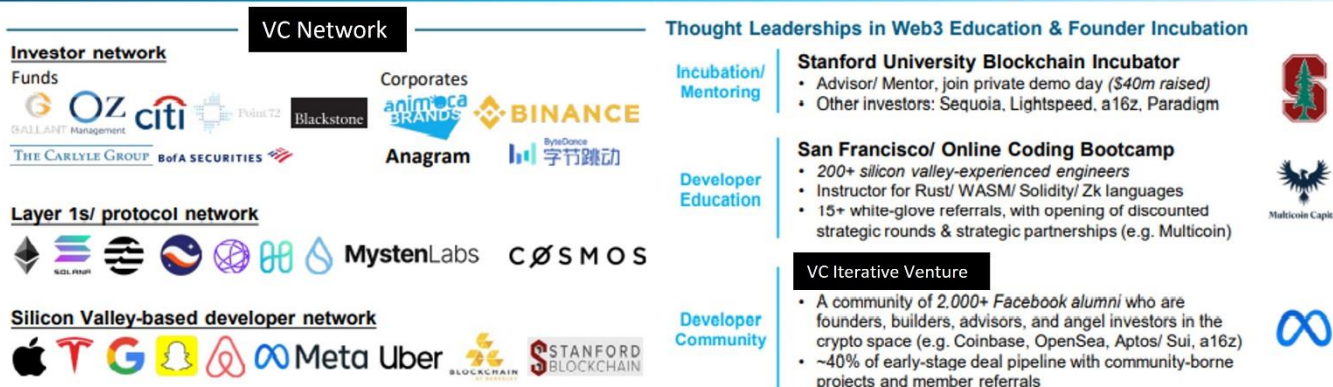 VC Network
Investor network
Funds
Corporates
GALLANT
OZ
Management
citi
Point72
Blackstone
animoca
BRANDS
BINANCE
THE CARLYLE GROUP
BofA SECURITIES
Anagram
ByteDance
字节跳动
Layer 1s/ protocol network
SOLANA
MystenLabs
CØSMOS
Silicon Valley-based developer network
Meta
Uber
BLOCKCHAIN
AT BERKELEY
STANFORD
BLOCKCHAIN
Thought Leaderships in Web3 Education & Founder Incubation
Incubation/
Mentoring
Stanford University Blockchain Incubator
• Advisor/ Mentor, join private demo day ($40m raised)
• Other investors: Sequoia, Lightspeed, a16z, Paradigm
Developer
Education
San Francisco/ Online Coding Bootcamp
• 200+ silicon valley-experienced engineers
• Instructor for Rust/ WASM/ Solidity/ Zk languages
• 15+ white-glove referrals, with opening of discounted
strategic rounds & strategic partnerships (e.g. Multicoin)
Multicoin Capit
Developer
Community
VC Iterative Venture
• A community of 2,000+ Facebook alumni who are
founders, builders, advisors, and angel investors in the
crypto space (e.g. Coinbase, OpenSea, Aptos/ Sui, a16z)
• ~40% of early-stage deal pipeline with community-borne
projects and member referrals